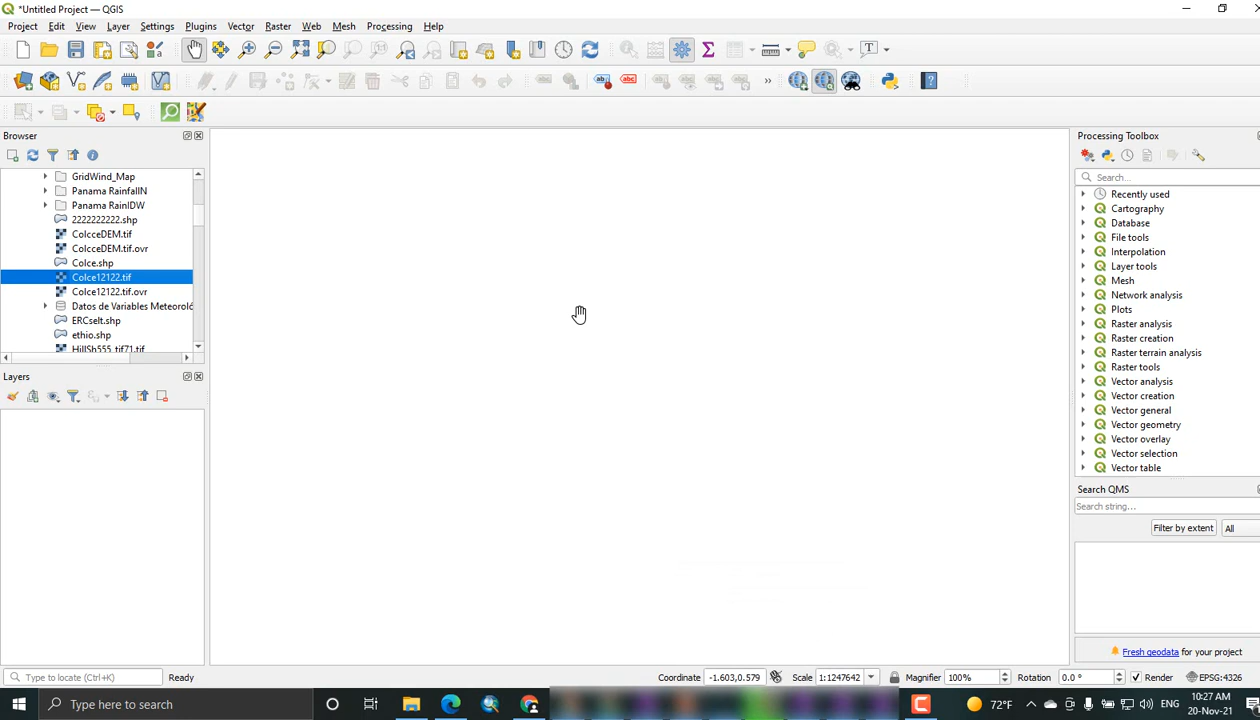 *Untitled Project — QGIS
Project Edit View Layer Settings Plugins Vector Raster Web Mesh Processing Help
Browser
GridWind_Map
Panama RainfallN
Panama RainIDW
2222222222.shp
ColcceDEM.tif
ColcceDEM.tif.ovr
Colce.shp
Colce12122.tif
Colce12122.tif.ovr
Datos de Variables Meteoroló
ERCselt.shp
ethio.shp
HillSh555_tif71.tif
Layers
Processing Toolbox
Search...
Recently used
Cartography
Database
File tools
Interpolation
Layer tools
Mesh
Network analysis
Plots
Raster analysis
Raster creation
Raster terrain analysis
Raster tools
Vector analysis
Vector creation
Vector general
Vector geometry
Vector overlay
Vector selection
Vector table
Search QMS
Search string...
Filter by extent All
Fresh geodata for your project
Type to locate (Ctrl+K) Ready Coordinate -1.603,0.579 Scale 1:1247642 Magnifier 100% Rotation 0.0 ° Render EPSG:4326
Type here to search 72°F ENG 10:27 AM
20-Nov-21